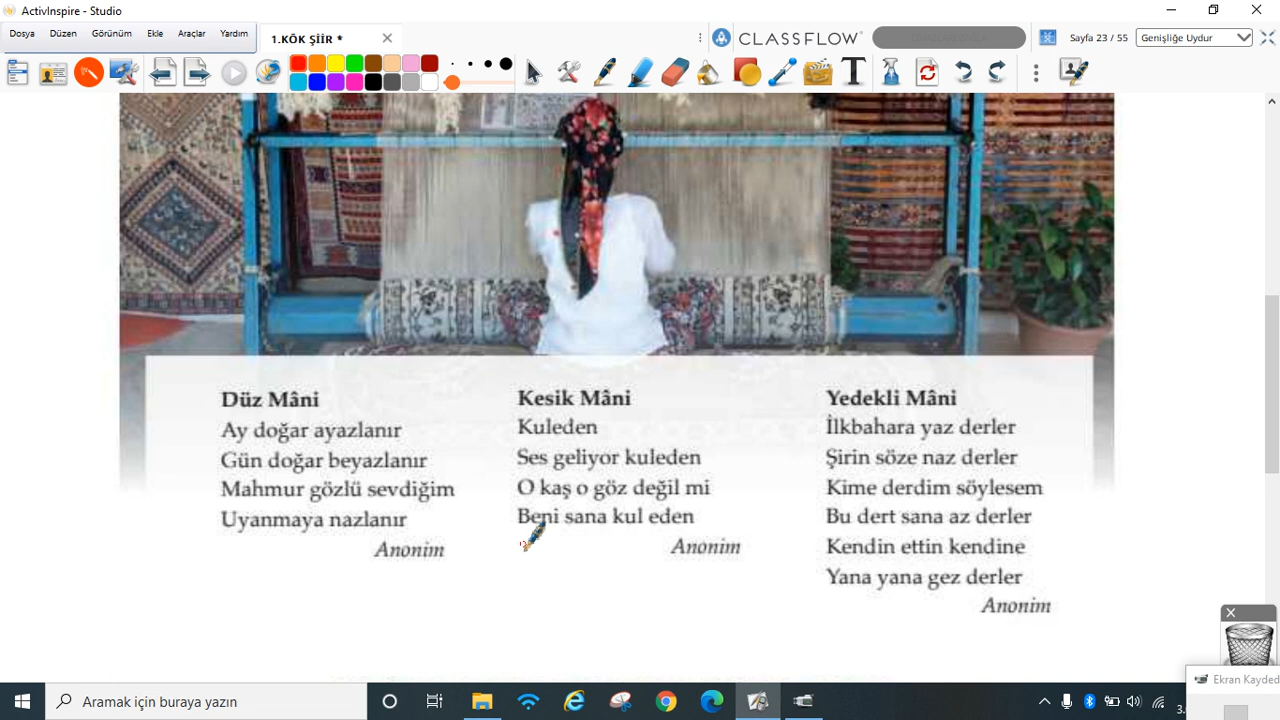 ActivInspire - Studio
Dosya Düzen Görünüm Ekle Araçlar Yardım
1.KÖK ŞİİR *
CLASSFLOW
Sayfa 23 / 55
Genişliğe Uydur
Düz Mâni
Ay doğar ayazlanır
Gün doğar beyazlanır
Mahmur gözlü sevdiğim
Uyanmaya nazlanır
Anonim
Kesik Mâni
Kuleden
Ses geliyor kuleden
O kaş o göz değil mi
Beni sana kul eden
Anonim
Yedekli Mâni
İlkbahara yaz derler
Şirin söze naz derler
Kime derdim söylesem
Bu dert sana az derler
Kendin ettin kendine
Yana yana gez derler
Anonim
Ekran Kayded
Aramak için buraya yazın
3.